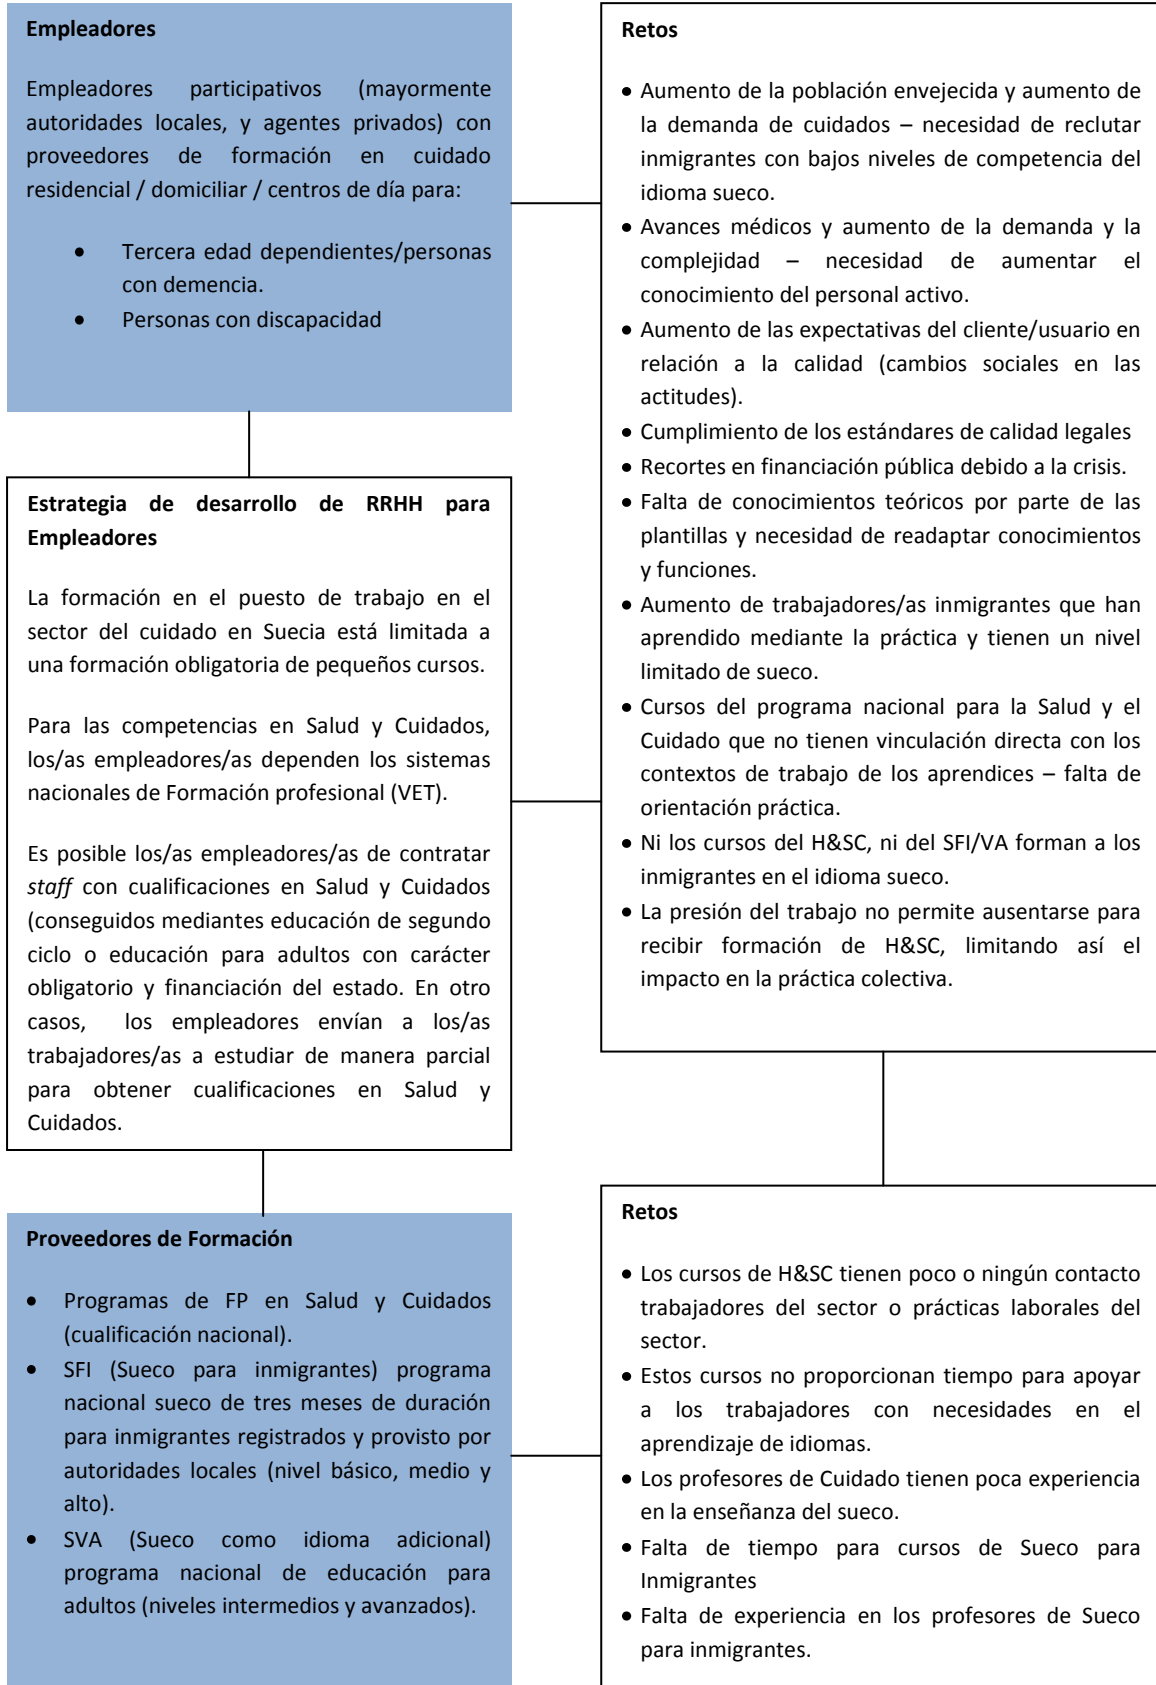 Empleadores
Empleadores participativos (mayormente
autoridades locales, y agentes privados) con
proveedores de formación en cuidado
residencial / domiciliar / centros de día para:
• Tercera edad dependientes/personas
con demencia.
• Personas con discapacidad
Estrategia de desarrollo de RRHH para
Empleadores
La formación en el puesto de trabajo en el
sector del cuidado en Suecia está limitada a
una formación obligatoria de pequeños cursos.
Para las competencias en Salud y Cuidados,
los/as empleadores/as dependen los sistemas
nacionales de Formación profesional (VET).
Es posible los/as empleadores/as de contratar
staff con cualificaciones en Salud y Cuidados
(conseguidos mediantes educación de segundo
ciclo o educación para adultos con carácter
obligatorio y financiación del estado. En otro
casos, los empleadores envían a los/as
trabajadores/as a estudiar de manera parcial
para obtener cualificaciones en Salud y
Cuidados.
Proveedores de Formación
• Programas de FP en Salud y Cuidados
(cualificación nacional).
• SFI (Sueco para inmigrantes) programa
nacional sueco de tres meses de duración
para inmigrantes registrados y provisto por
autoridades locales (nivel básico, medio y
alto).
• SVA (Sueco como idioma adicional)
programa nacional de educación para
adultos (niveles intermedios y avanzados).
Retos
• Aumento de la población envejecida y aumento de
la demanda de cuidados – necesidad de reclutar
inmigrantes con bajos niveles de competencia del
idioma sueco.
• Avances médicos y aumento de la demanda y la
complejidad – necesidad de aumentar el
conocimiento del personal activo.
• Aumento de las expectativas del cliente/usuario en
relación a la calidad (cambios sociales en las
actitudes).
• Cumplimiento de los estándares de calidad legales
• Recortes en financiación pública debido a la crisis.
• Falta de conocimientos teóricos por parte de las
plantillas y necesidad de readaptar conocimientos
y funciones.
• Aumento de trabajadores/as inmigrantes que han
aprendido mediante la práctica y tienen un nivel
limitado de sueco.
• Cursos del programa nacional para la Salud y el
Cuidado que no tienen vinculación directa con los
contextos de trabajo de los aprendices – falta de
orientación práctica.
• Ni los cursos del H&SC, ni del SFI/VA forman a los
inmigrantes en el idioma sueco.
• La presión del trabajo no permite ausentarse para
recibir formación de H&SC, limitando así el
impacto en la práctica colectiva.
Retos
• Los cursos de H&SC tienen poco o ningún contacto
trabajadores del sector o prácticas laborales del
sector.
• Estos cursos no proporcionan tiempo para apoyar
a los trabajadores con necesidades en el
aprendizaje de idiomas.
• Los profesores de Cuidado tienen poca experiencia
en la enseñanza del sueco.
• Falta de tiempo para cursos de Sueco para
Inmigrantes
• Falta de experiencia en los profesores de Sueco
para inmigrantes.